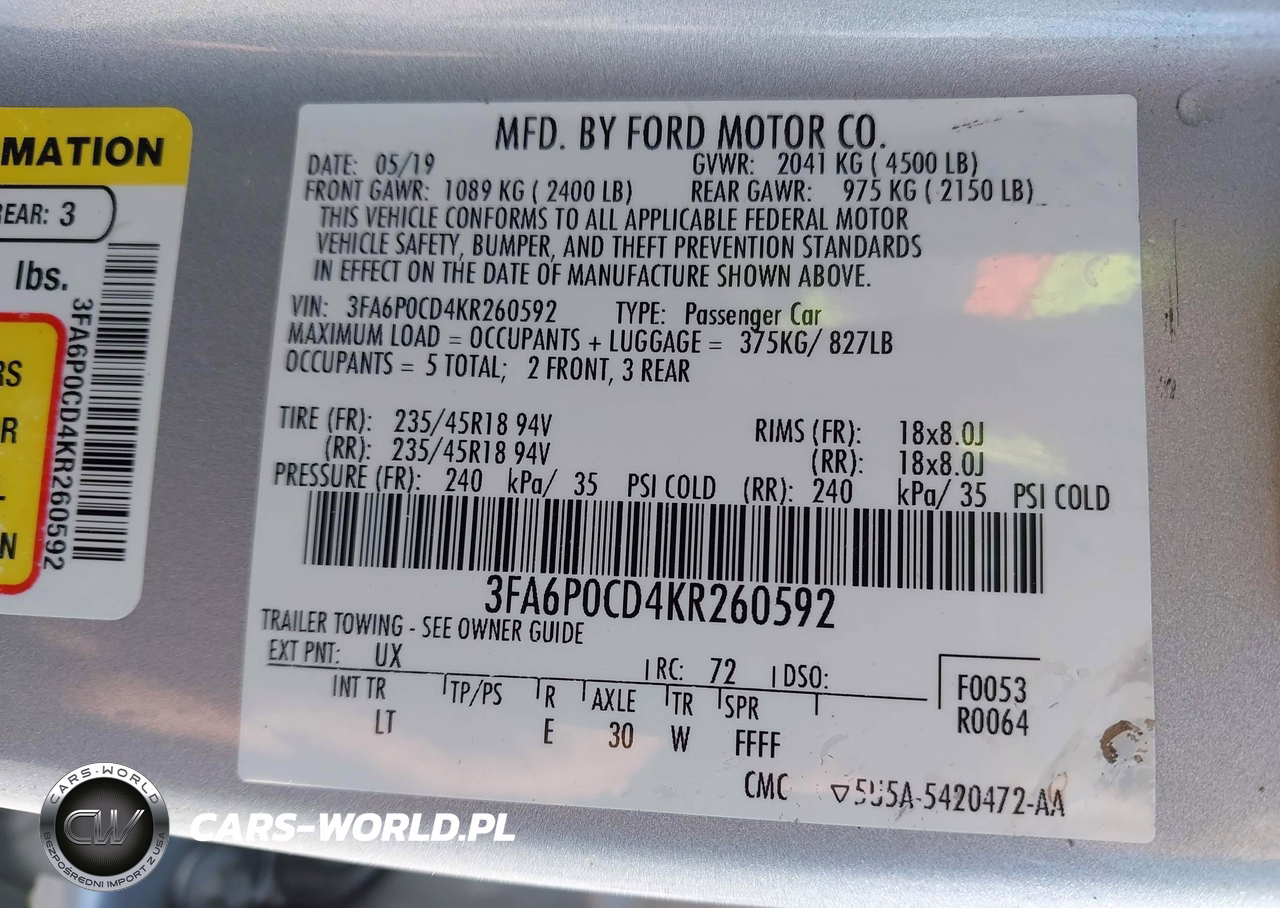 MATION
REAR: 3
lbs.
3FA6P0CD4KR260592
RS
R
L
N
MFD. BY FORD MOTOR CO.
DATE: 05/19 GVWR: 2041 KG ( 4500 LB)
FRONT GAWR: 1089 KG ( 2400 LB) REAR GAWR: 975 KG ( 2150 LB)
THIS VEHICLE CONFORMS TO ALL APPLICABLE FEDERAL MOTOR
VEHICLE SAFETY, BUMPER, AND THEFT PREVENTION STANDARDS
IN EFFECT ON THE DATE OF MANUFACTURE SHOWN ABOVE.
VIN: 3FA6P0CD4KR260592 TYPE: Passenger Car
MAXIMUM LOAD = OCCUPANTS + LUGGAGE = 375KG/ 827LB
OCCUPANTS = 5 TOTAL; 2 FRONT, 3 REAR
TIRE (FR): 235/45R18 94V RIMS (FR): 18x8.0J
(RR): 235/45R18 94V (RR): 18x8.0J
PRESSURE (FR): 240 kPa/ 35 PSI COLD (RR): 240 kPa/ 35 PSI COLD
3FA6P0CD4KR260592
TRAILER TOWING - SEE OWNER GUIDE
EXT PNT: UX RC: 72 DSO:
INT TR TP/PS R AXLE TR SPR
LT E 30 W FFFF
F0053
R0064
CMC ▽5U5A-5420472-AA
CARS-WORLD
CW
BEZPOŚREDNI IMPORT Z USA
CARS-WORLD.PL